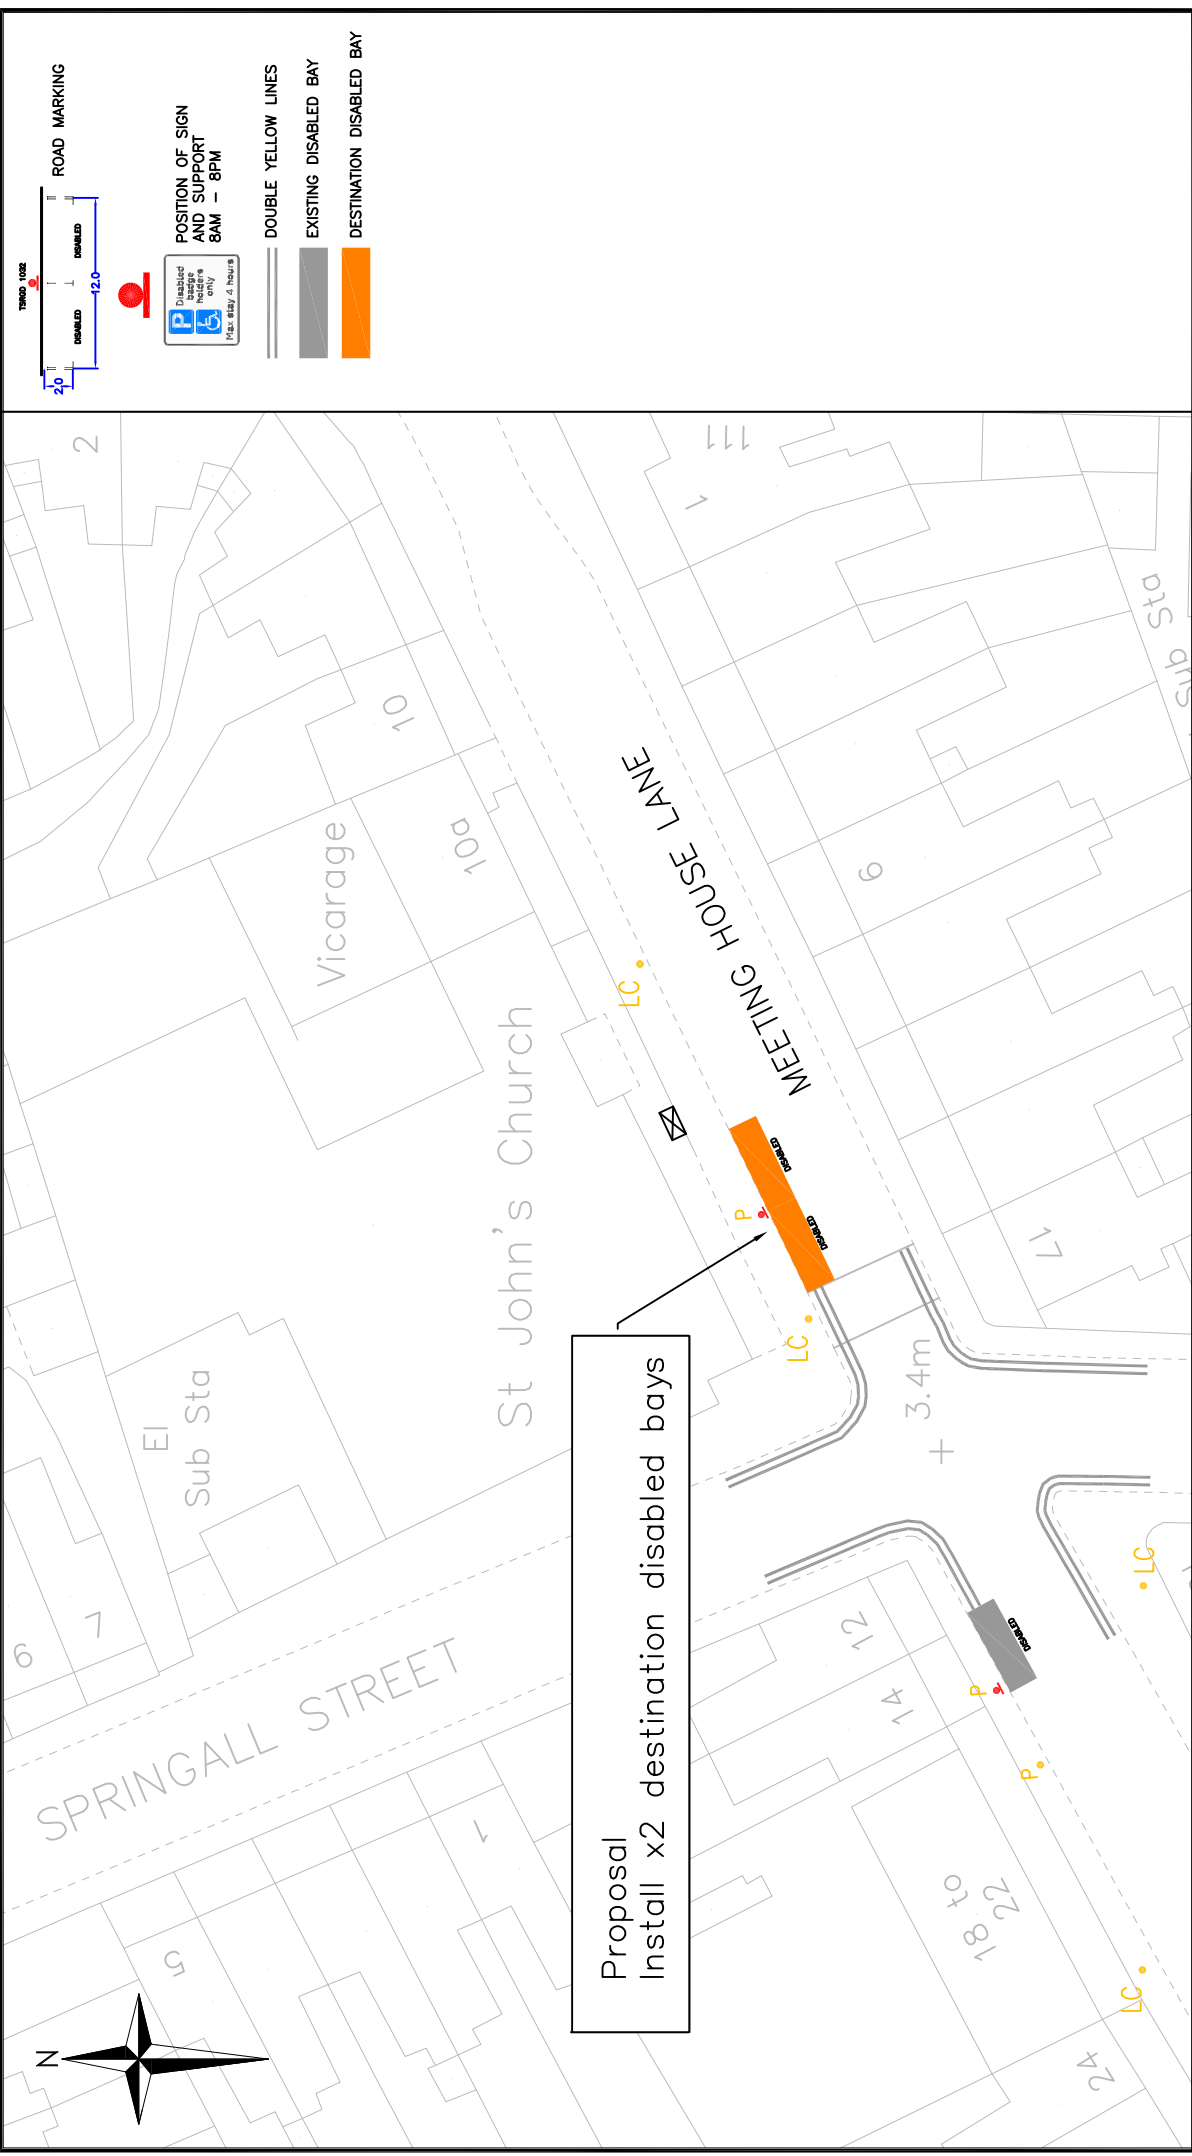 TSRGD 1032
DISABLED
DISABLED
12.0
2.0
ROAD MARKING
P Disabled
badge
holders
only
Max stay 4 hours
POSITION OF SIGN
AND SUPPORT
8AM – 8PM
DOUBLE YELLOW LINES
EXISTING DISABLED BAY
DESTINATION DISABLED BAY
N
SPRINGALL STREET
6
7
5
1
El
Sub Sta
2
Vicarage
10
10a
St John's Church
Proposal
Install x2 destination disabled bays
MEETING HOUSE LANE
LC
P
DISABLED
DISABLED
LC
3.4m
111
1
9
17
Sub Sta
12
14
18 to
22
24
P
DISABLED
P
LC
LC